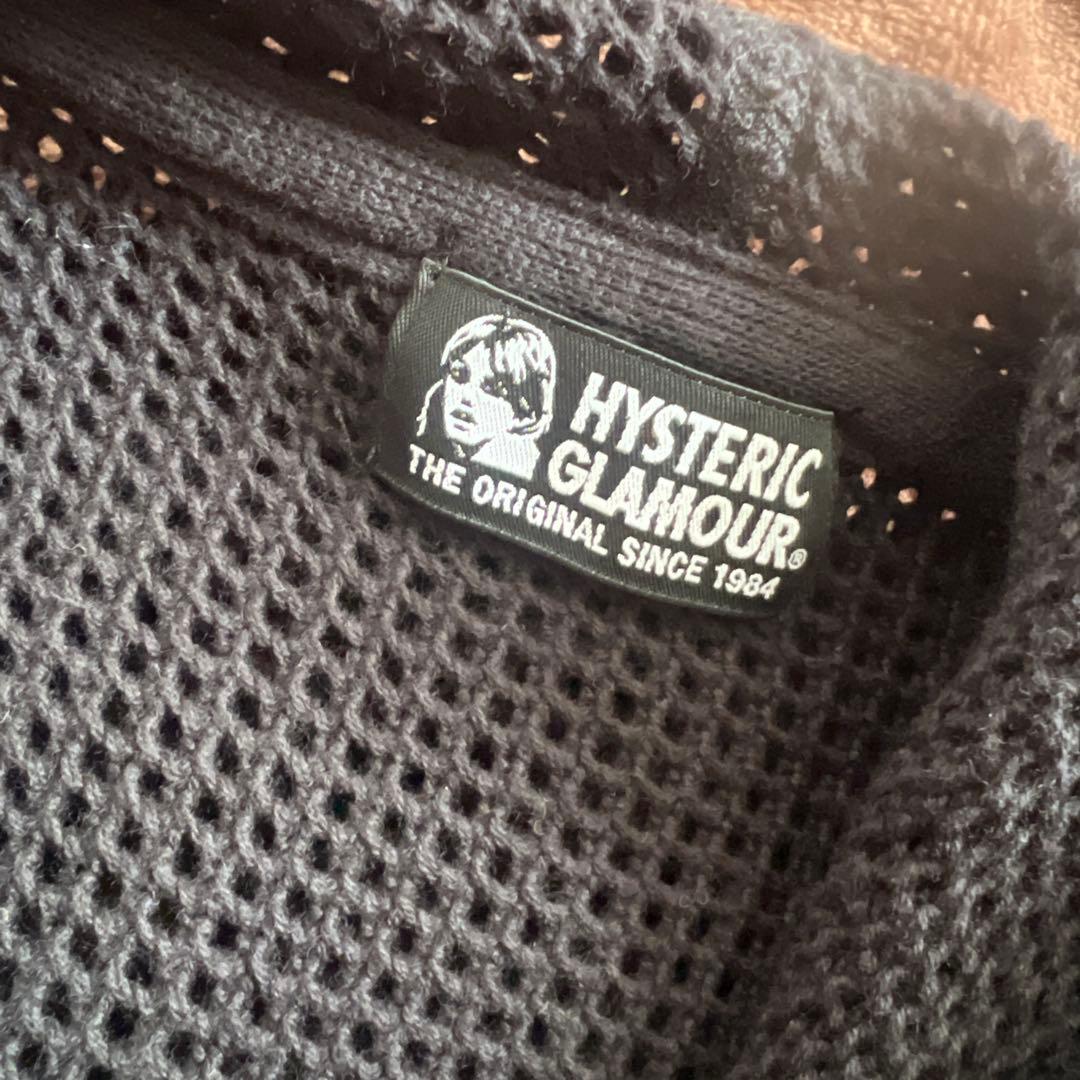 HYSTERIC
GLAMOUR®
THE ORIGINAL SINCE 1984